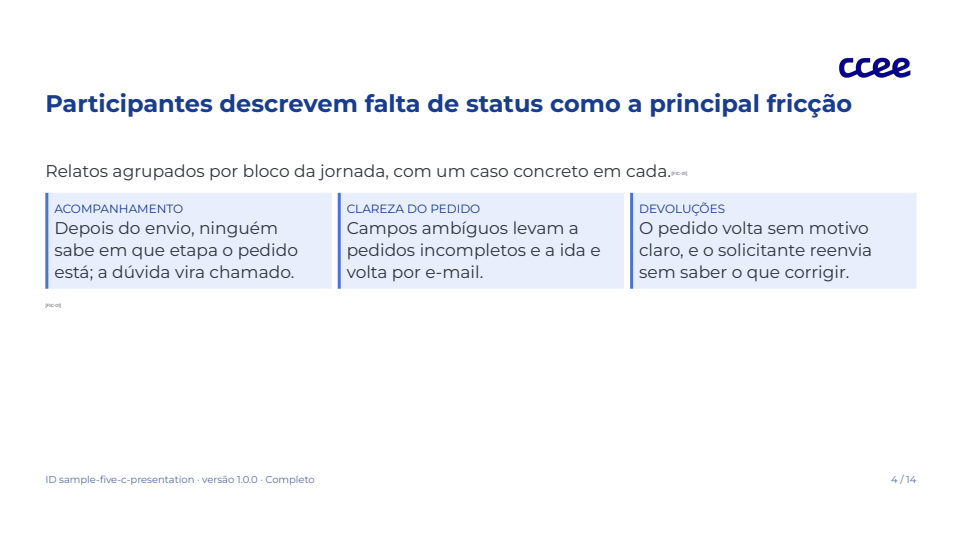 ccee
Participantes descrevem falta de status como a principal fricção
Relatos agrupados por bloco da jornada, com um caso concreto em cada.
ACOMPANHAMENTO
Depois do envio, ninguém
sabe em que etapa o pedido
está; a dúvida vira chamado.
CLAREZA DO PEDIDO
Campos ambíguos levam a
pedidos incompletos e a ida e
volta por e-mail.
DEVOLUÇÕES
O pedido volta sem motivo
claro, e o solicitante reenvia
sem saber o que corrigir.
ID sample-five-c-presentation · versão 1.0.0 · Completo
4 / 14